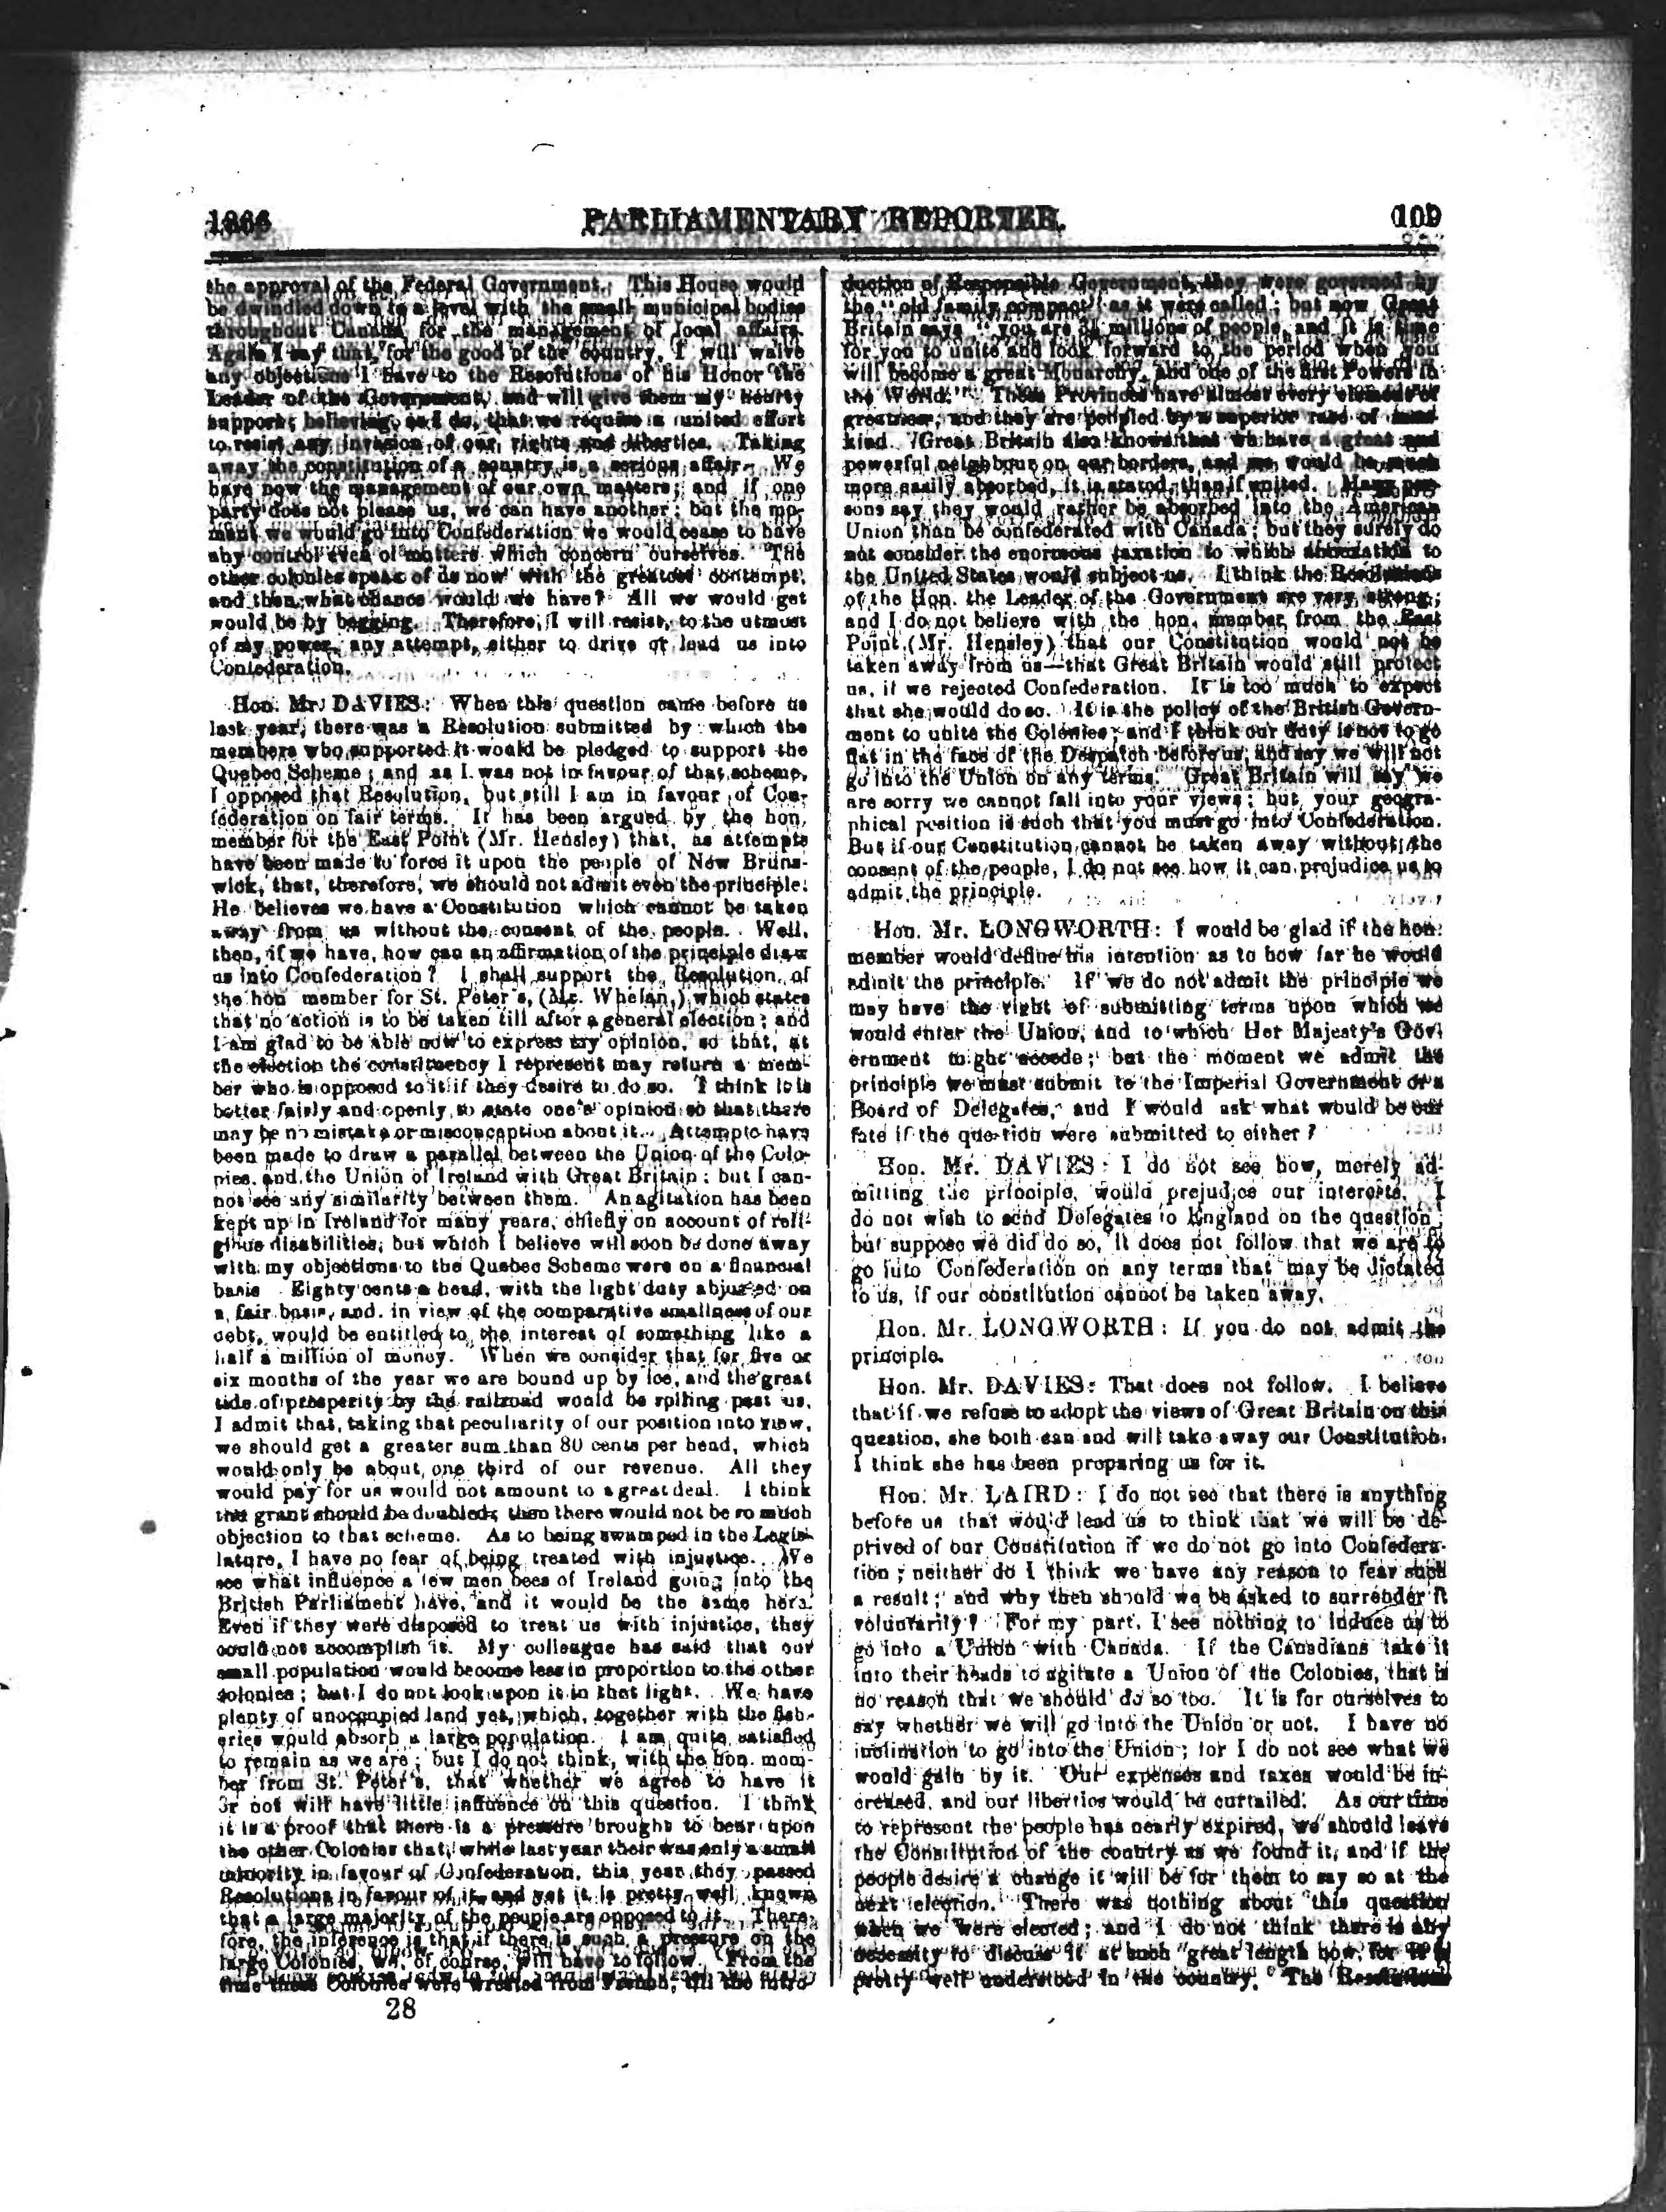 1866
PARLIAMENTARY REPORTER.
109
the approval of the Federal Government. This House would
be dwindled down to a level with the small municipal bodies
throughout Canada for the management of local affairs.
Again I say that, for the good of the country, I will waive
any objections I have to the Resolutions of his Honor the
Leader of the Government, and will give them my hearty
support; believing, as I do, that we require a united effort
to resist any invasion of our rights and liberties. Taking
away the constitution of a country is a serious affair. We
have now the management of our own matters; and if one
party does not please us, we can have another; but the mo-
ment we would go into Confederation we would cease to have
any control even of matters which concern ourselves. The
other colonies speak of us now with the greatest contempt,
and then what chance would we have? All we would get
would be by begging. Therefore, I will resist, to the utmost
of my power, any attempt, either to drive or lead us into
Confederation.
Hon. Mr. DAVIES: When this question came before us
last year, there was a Resolution submitted by which the
members who supported it would be pledged to support the
Quebec Scheme; and as I was not in favour of that scheme,
I opposed that Resolution, but still I am in favour of Con-
federation on fair terms. It has been argued by the hon.
member for the East Point (Mr. Hensley) that, as attempts
have been made to force it upon the people of New Bruns-
wick, that, therefore, we should not admit even the principle.
He believes we have a Constitution which cannot be taken
away from us without the consent of the people. Well,
then, if we have, how can an affirmation of the principle draw
us into Confederation? I shall support the Resolution of
the hon member for St. Peter's, (Mr. Whelan,) which states
that no action is to be taken till after a general election; and
I am glad to be able now to express my opinion, so that, at
the election the constituency I represent may return a mem-
ber who is opposed to it if they desire to do so. I think it is
better fairly and openly to state one's opinion so that there
may be no mistake or misconception about it. Attempts have
been made to draw a parallel between the Union of the Colo-
nies and the Union of Ireland with Great Britain; but I can-
not see any similarity between them. An agitation has been
kept up in Ireland for many years, chiefly on account of reli-
gious disabilities, but which I believe will soon be done away
with. my objections to the Quebec Scheme were on a financial
basis Eighty cents a head, with the light duty abjusted on
a fair basis, and in view of the comparative smallness of our
debt, would be entitled to the interest of something like a
half a million of money. When we consider that for five or
six months of the year we are bound up by ice, and the great
tide of prosperity by the railroad would be rolling past us,
I admit that, taking that peculiarity of our position into view,
we should get a greater sum than 80 cents per head, which
would only be about one third of our revenue. All they
would pay for us would not amount to a great deal. I think
the grant should be doubled; then there would not be so much
objection to that scheme. As to being swamped in the Legis-
lature, I have no fear of being treated with injustice. We
see what influence a few men bees of Ireland going into the
British Parliament have, and it would be the same here.
Even if they were disposed to treat us with injustice, they
could not accomplish it. My colleague has said that our
small population would become less in proportion to the other
colonies; but I do not look upon it in that light. We have
plenty of unoccupied land yet, which, together with the fish-
eries would absorb a large population. I am quite satisfied
to remain as we are; but I do not think, with the hon. mem-
ber from St. Peter's, that whether we agree to have it
or not will have little influence on this question. I think
it is a proof that there is a pressure brought to bear upon
the other Colonies that, while last year their was only a small
minority in favour of Confederation, this year they passed
Resolutions in favour of it, and yet it is pretty well known
that a large majority of the people are opposed to it. There-
fore, the inference is that if there is such a pressure on the
large Colonies, we, of course, will have to follow. From the
time these Colonies were wrested from French, till the intro-
28
duction of Responsible Government, they were governed by
the "old family compact" as it were called; but now Great
Britain says "you are 3½ millions of people, and it is time
for you to unite and look forward to the period when you
will become a great Monarchy, and one of the first Powers in
the World." These Provinces have almost every element of
greatness, and they are peopled by a superior race of man-
kind. Great Britain also knows that we have a great and
powerful neighbour on our borders, and we would be much
more easily absorbed, it is stated, than if united. Many per-
sons say they would rather be absorbed into the American
Union than be confederated with Canada; but they surely do
not consider the enormous taxation to which annexation to
the United States would subject us. I think the Resolutions
of the Hon. the Leader of the Government are very strong;
and I do not believe with the hon. member from the East
Point (Mr. Hensley) that our Constitution would not be
taken away from us—that Great Britain would still protect
us, if we rejected Confederation. It is too much to expect
that she would do so. It is the policy of the British Govern-
ment to unite the Colonies, and I think our duty is not to go
flat in the face of the Despatch before us, and say we will not
go into the Union on any terms. Great Britain will say we
are sorry we cannot fall into your views; but your geogra-
phical position is such that you must go into Confederation.
But if our Constitution cannot be taken away without the
consent of the people, I do not see how it can prejudice us to
admit the principle.
Hon. Mr. LONGWORTH: I would be glad if the hon.
member would define his intention as to how far he would
admit the principle. If we do not admit the principle we
may have the right of submitting terms upon which we
would enter the Union, and to which Her Majesty's Gov-
ernment might accede; but the moment we admit the
principle we must submit to the Imperial Government or a
Board of Delegates, and I would ask what would be our
fate if the question were submitted to either?
Hon. Mr. DAVIES: I do not see how, merely ad-
mitting the principle, would prejudice our interests. I
do not wish to send Delegates to England on the question
but suppose we did do so, it does not follow that we are to
go into Confederation on any terms that may be dictated
to us, if our constitution cannot be taken away.
Hon. Mr. LONGWORTH: If you do not admit the
principle.
Hon. Mr. DAVIES: That does not follow. I believe
that if we refuse to adopt the views of Great Britain on this
question, she both can and will take away our Constitution.
I think she has been preparing us for it.
Hon. Mr. LAIRD: I do not see that there is anything
before us that would lead us to think that we will be de-
prived of our Constitution if we do not go into Confedera-
tion; neither do I think we have any reason to fear such
a result; and why then should we be asked to surrender it
voluntarily? For my part, I see nothing to induce us to
go into a Union with Canada. If the Canadians take it
into their heads to agitate a Union of the Colonies, that is
no reason that we should do so too. It is for ourselves to
say whether we will go into the Union or not. I have no
inclination to go into the Union; for I do not see what we
would gain by it. Our expenses and taxes would be in-
creased, and our liberties would be curtailed. As our time
to represent the people has nearly expired, we should leave
the Constitution of the country as we found it, and if the
people desire a change it will be for them to say so at the
next election. There was nothing about this question
when we were elected; and I do not think there is any
necessity to discuss it at such great length now, for it is
pretty well understood in the country. The Resolutions